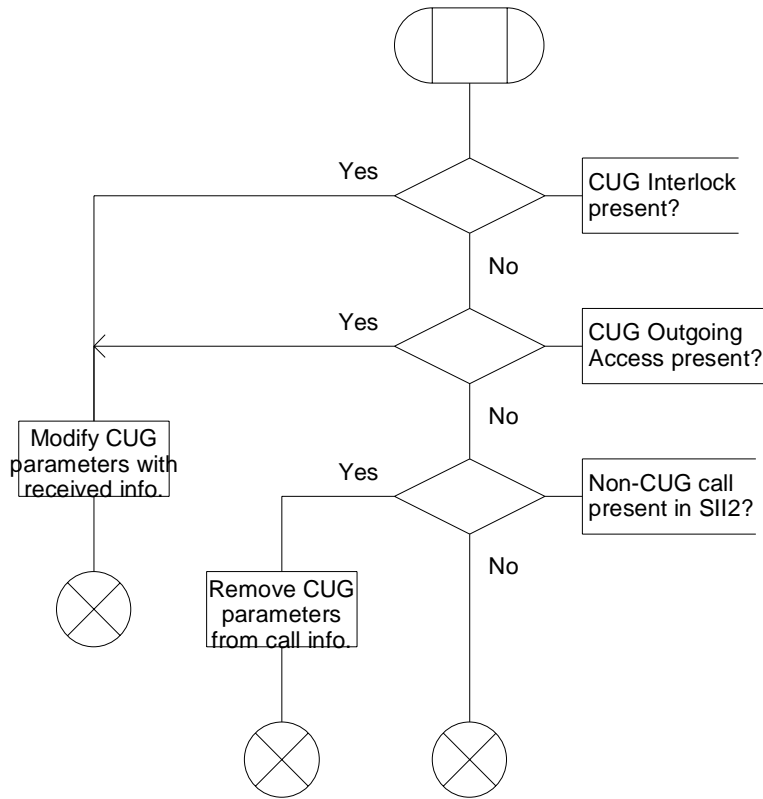 Yes
CUG Interlock
present?
No
Yes
CUG Outgoing
Access present?
No
Modify CUG
parameters with
received info.
Yes
Non-CUG call
present in SII2?
No
Remove CUG
parameters
from call info.